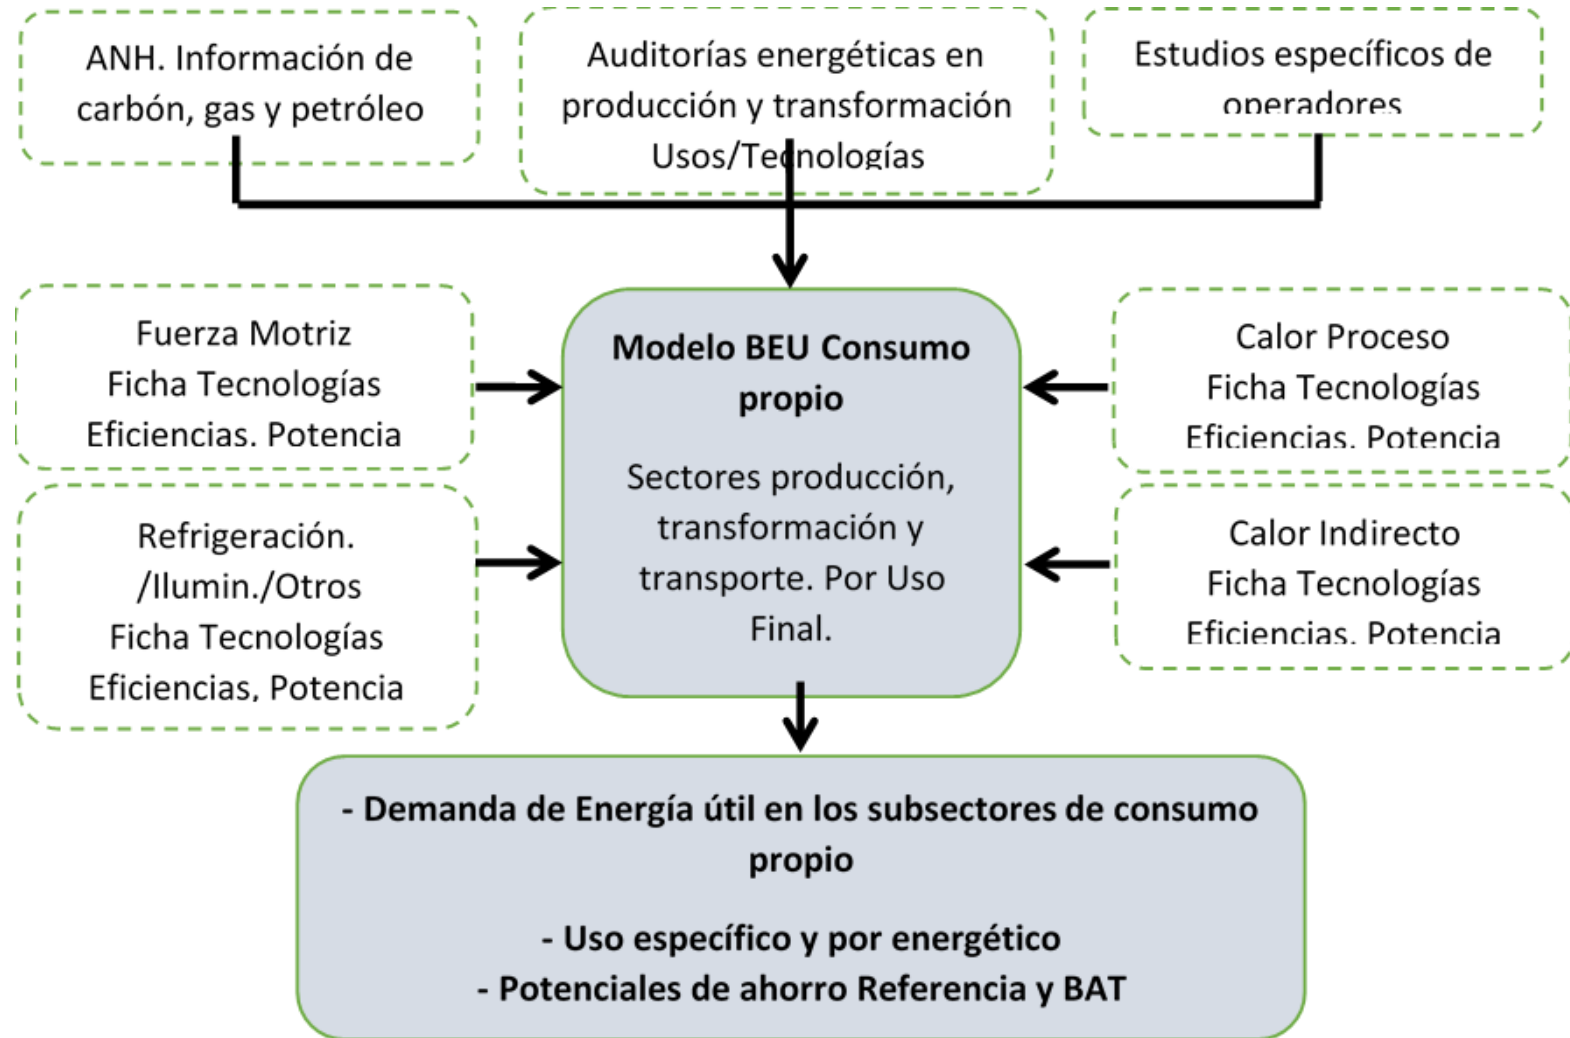 ANH. Información de
carbón, gas y petróleo
Auditorías energéticas en
producción y transformación
Usos/Tecnologías
Estudios específicos de
operadores
Fuerza Motriz
Ficha Tecnologías
Eficiencias. Potencia
Refrigeración.
/Ilumin./Otros
Ficha Tecnologías
Eficiencias, Potencia
Modelo BEU Consumo
propio
Sectores producción,
transformación y
transporte. Por Uso
Final.
Calor Proceso
Ficha Tecnologías
Eficiencias. Potencia
Calor Indirecto
Ficha Tecnologías
Eficiencias. Potencia
- Demanda de Energía útil en los subsectores de consumo
propio
- Uso específico y por energético
- Potenciales de ahorro Referencia y BAT